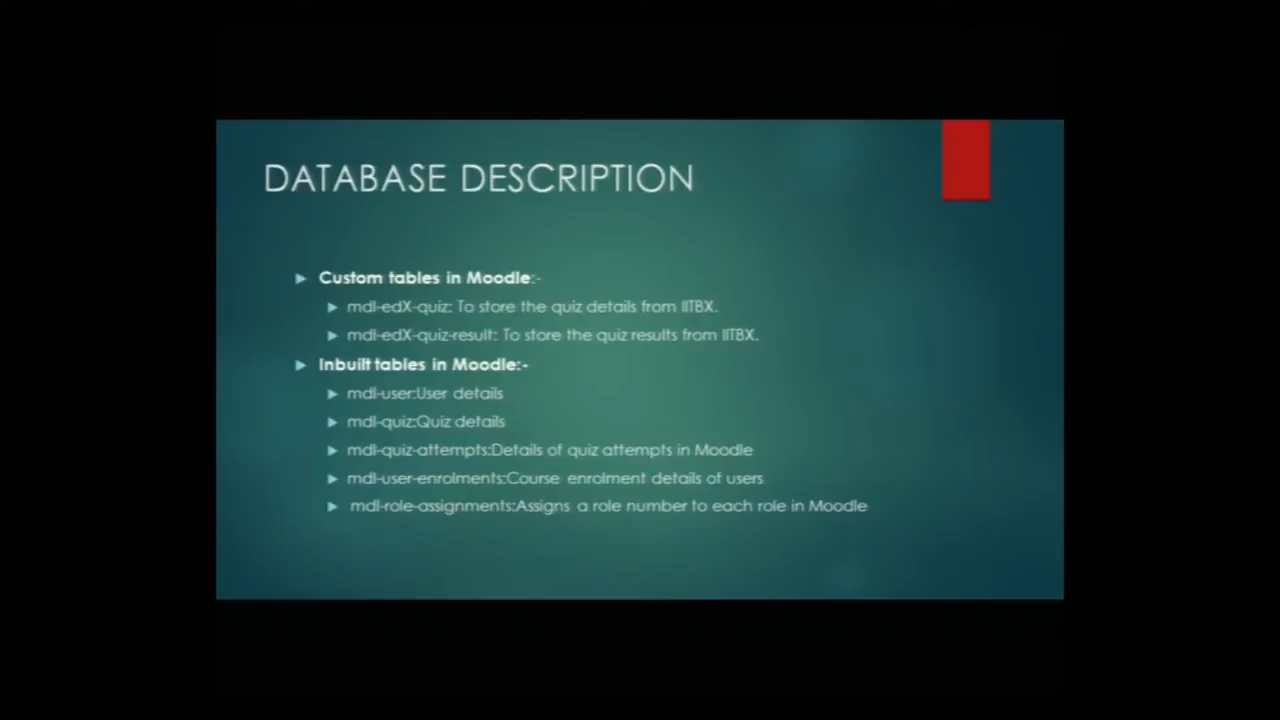 DATABASE DESCRIPTION
Custom tables in Moodle:-
mdl-edX-quiz: To store the quiz details from IITBX.
mdl-edX-quiz-result: To store the quiz results from IITBX.
Inbuilt tables in Moodle:-
mdl-user:User details
mdl-quiz:Quiz details
mdl-quiz-attempts:Details of quiz attempts in Moodle
mdl-user-enrolments:Course enrolment details of users
mdl-role-assignments:Assigns a role number to each role in Moodle